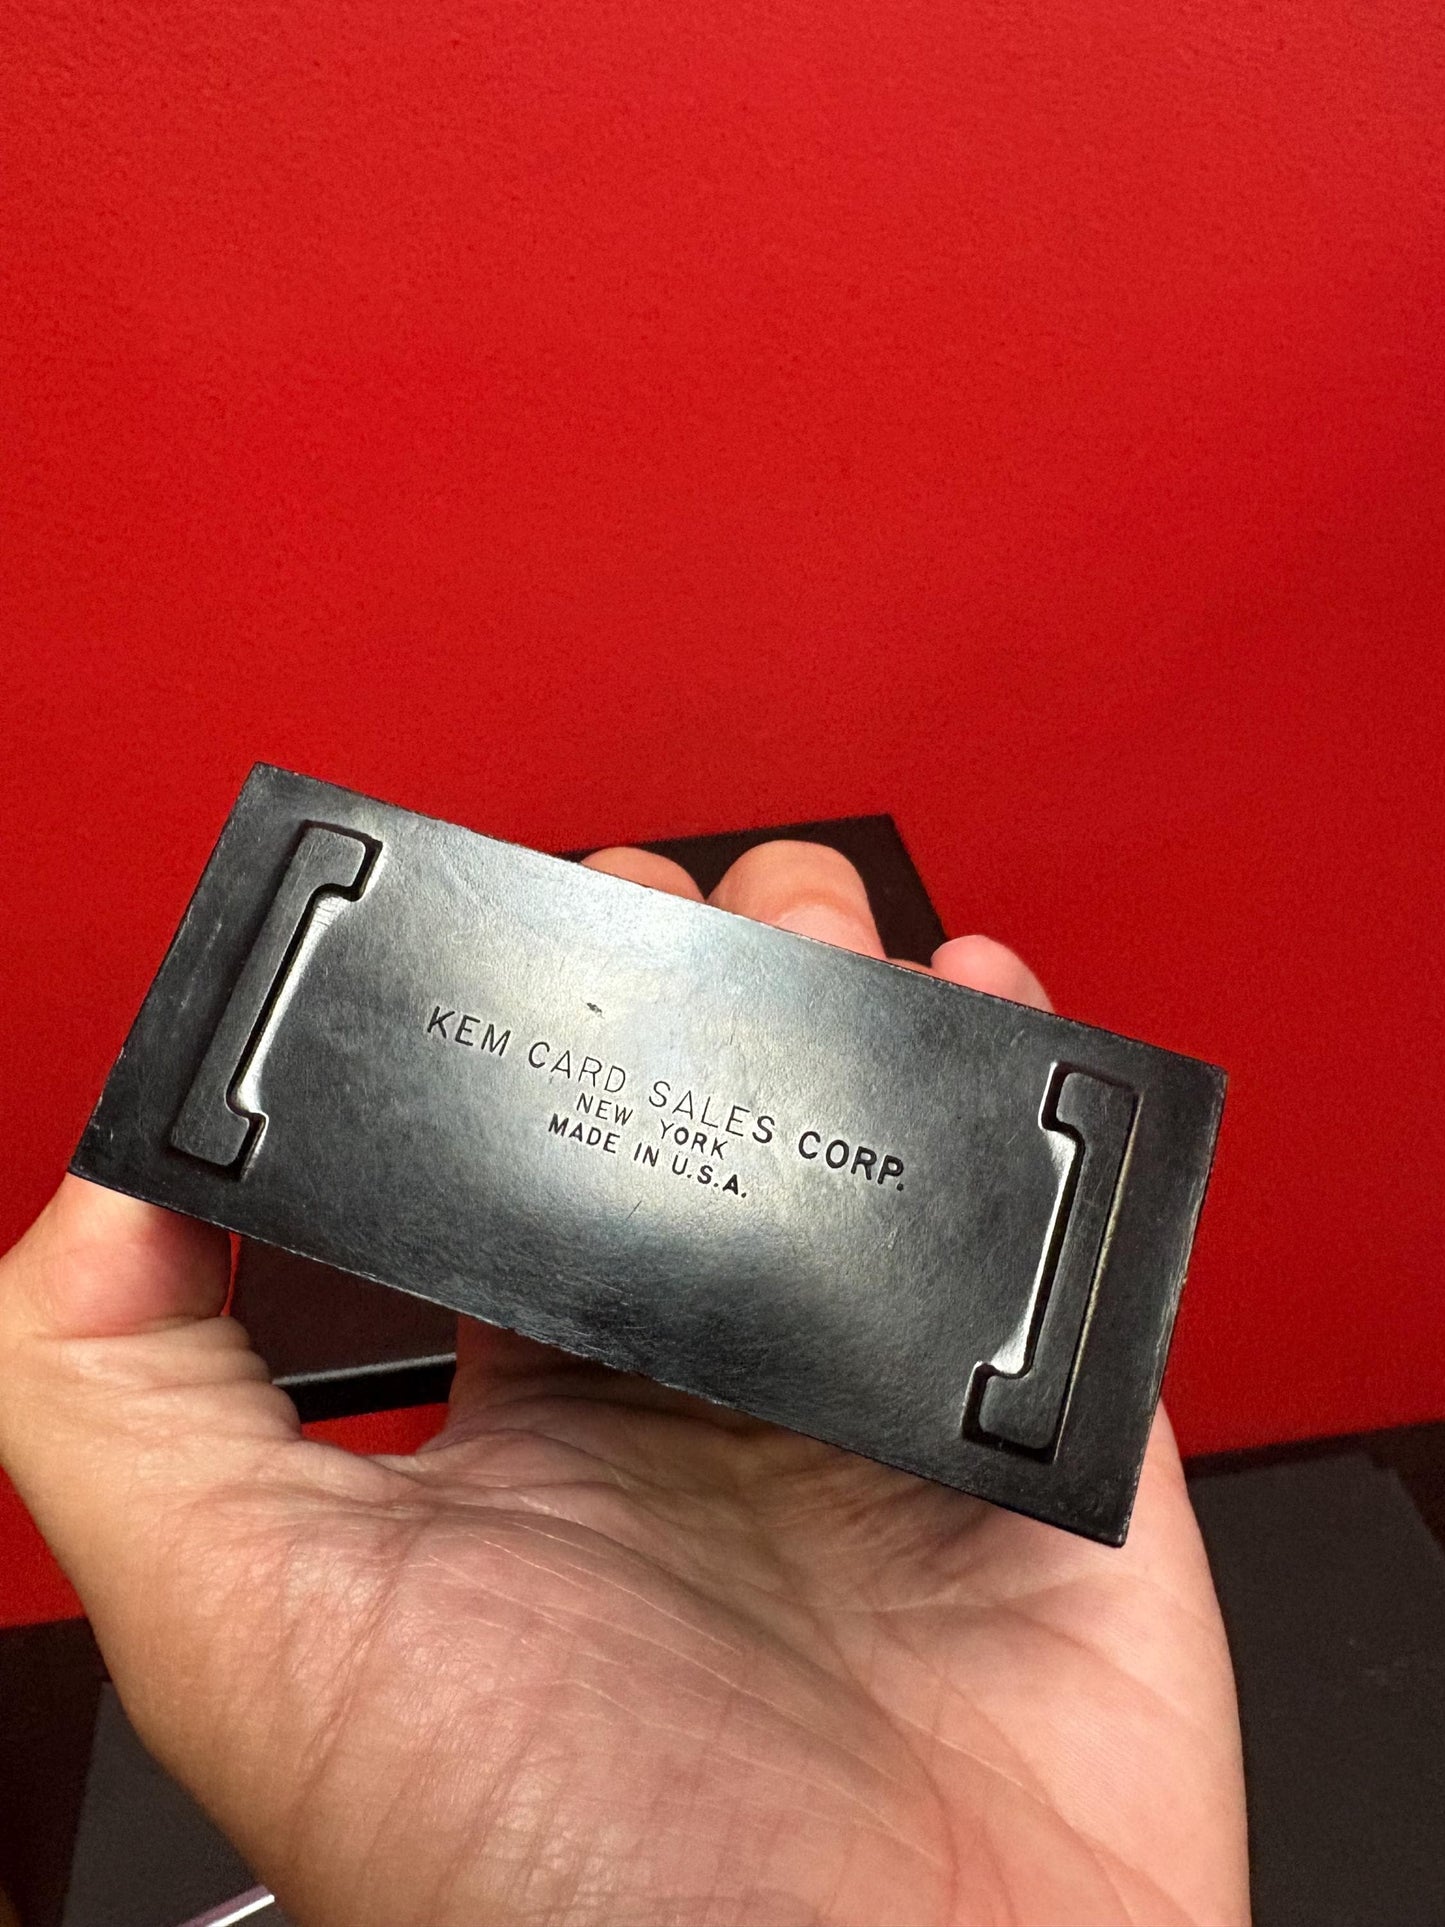 KEM CARD SALES CORP.
NEW YORK
MADE IN U.S.A.